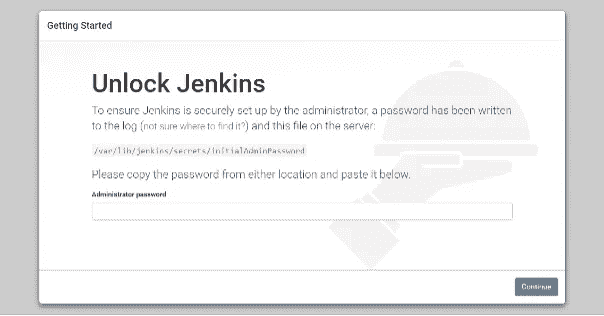 Getting Started
Unlock Jenkins
To ensure Jenkins is securely set up by the administrator, a password has been written
to the log (not sure where to find it?) and this file on the server:
/var/lib/jenkins/secrets/initialAdminPassword
Please copy the password from either location and paste it below.
Administrator password
Continue